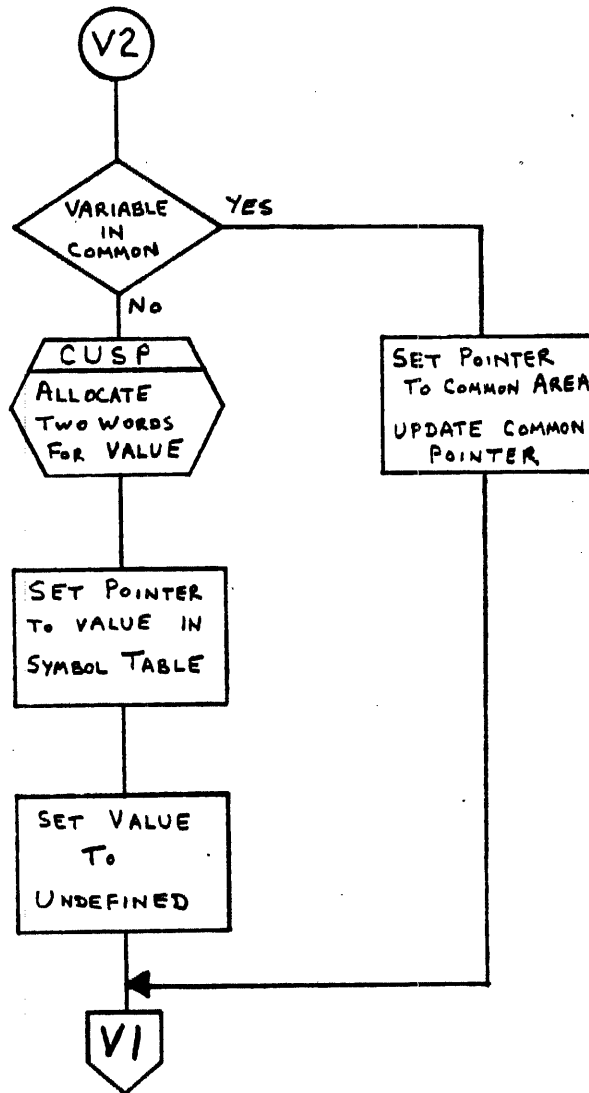 V2
VARIABLE
IN
COMMON
YES
NO
CUSP
ALLOCATE
TWO WORDS
FOR VALUE
SET POINTER
TO COMMON AREA
UPDATE COMMON
POINTER
SET POINTER
TO VALUE IN
SYMBOL TABLE
SET VALUE
TO
UNDEFINED
V1